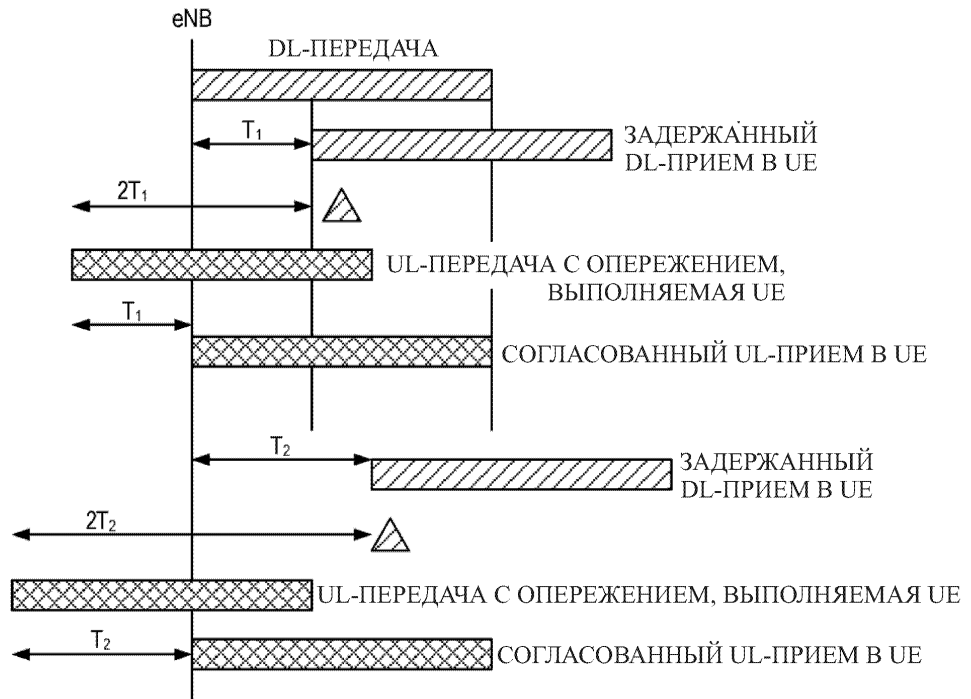 eNB
DL-ПЕРЕДАЧА
T₁
ЗАДЕРЖАННЫЙ
DL-ПРИЕМ В UE
2T₁
UL-ПЕРЕДАЧА С ОПЕРЕЖЕНИЕМ,
ВЫПОЛНЯЕМАЯ UE
T₁
СОГЛАСОВАННЫЙ UL-ПРИЕМ В UE
T₂
ЗАДЕРЖАННЫЙ
DL-ПРИЕМ В UE
2T₂
UL-ПЕРЕДАЧА С ОПЕРЕЖЕНИЕМ, ВЫПОЛНЯЕМАЯ UE
T₂
СОГЛАСОВАННЫЙ UL-ПРИЕМ В UE